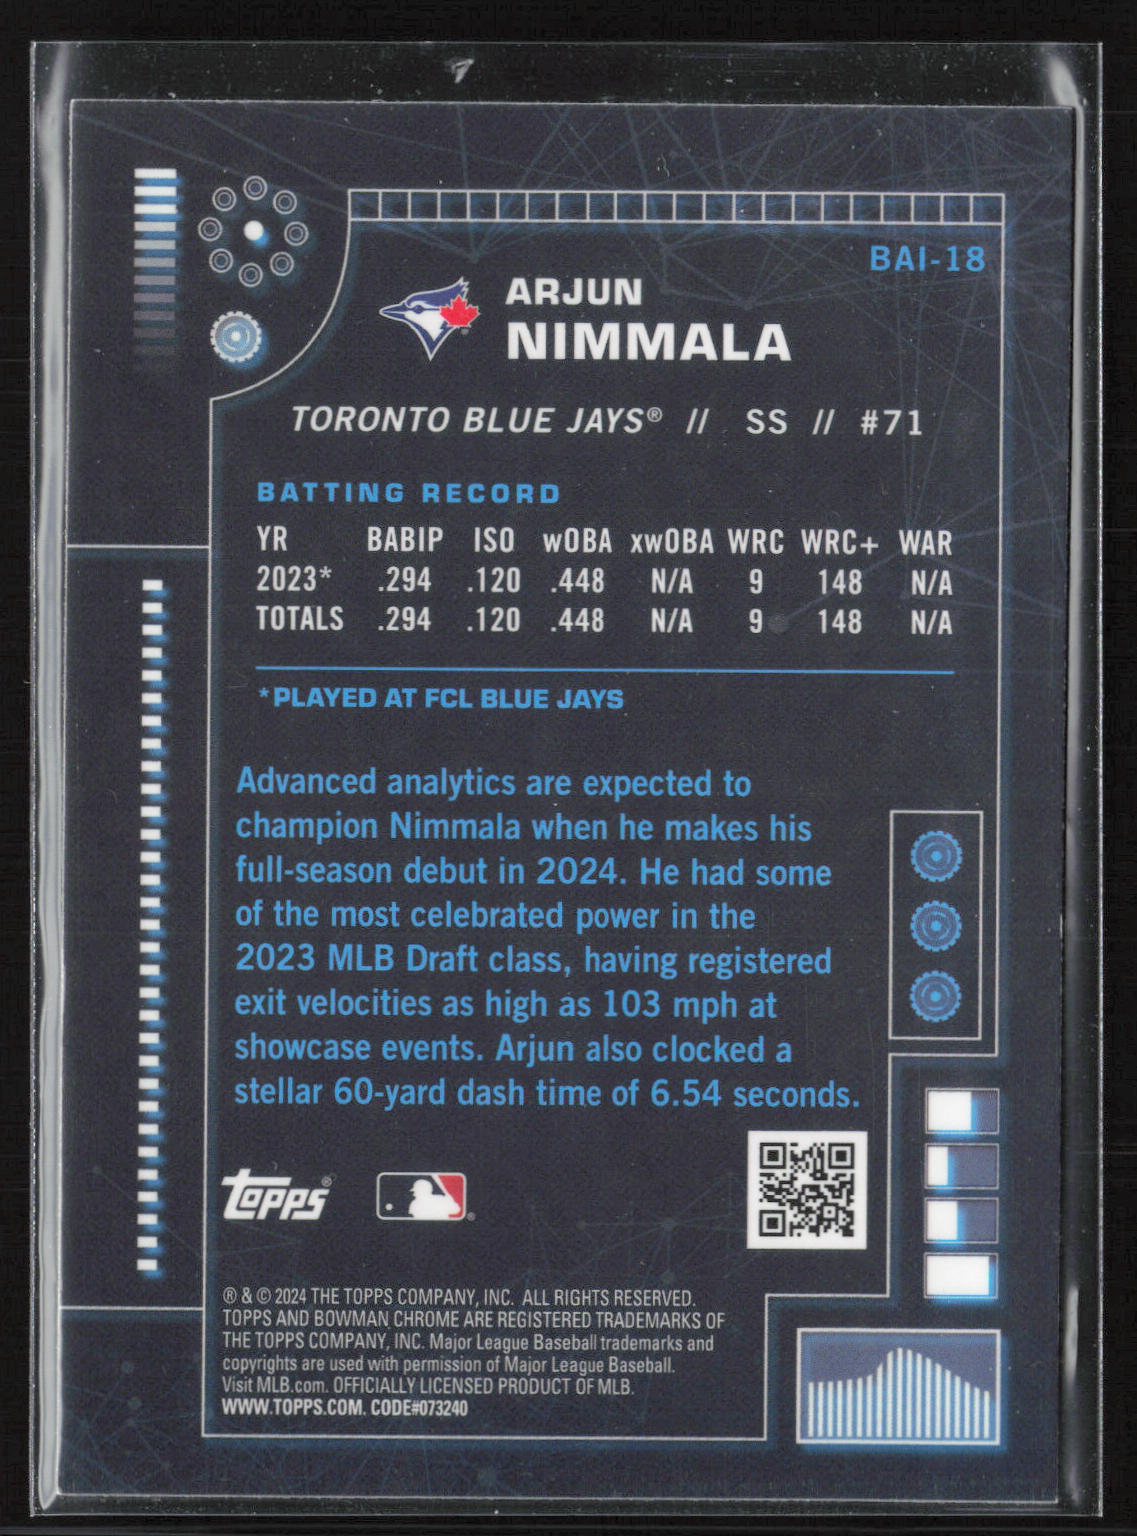 BAI-18
ARJUN
NIMMALA
TORONTO BLUE JAYS® // SS // #71
BATTING RECORD
YR BABIP ISO wOBA xwOBA WRC WRC+ WAR
2023* .294 .120 .448 N/A 9 148 N/A
TOTALS .294 .120 .448 N/A 9 148 N/A
*PLAYED AT FCL BLUE JAYS
Advanced analytics are expected to
champion Nimmala when he makes his
full-season debut in 2024. He had some
of the most celebrated power in the
2023 MLB Draft class, having registered
exit velocities as high as 103 mph at
showcase events. Arjun also clocked a
stellar 60-yard dash time of 6.54 seconds.
Topps®
® & © 2024 THE TOPPS COMPANY, INC. ALL RIGHTS RESERVED.
TOPPS AND BOWMAN CHROME ARE REGISTERED TRADEMARKS OF
THE TOPPS COMPANY, INC. Major League Baseball trademarks and
copyrights are used with permission of Major League Baseball.
Visit MLB.com. OFFICIALLY LICENSED PRODUCT OF MLB.
WWW.TOPPS.COM. CODE#073240